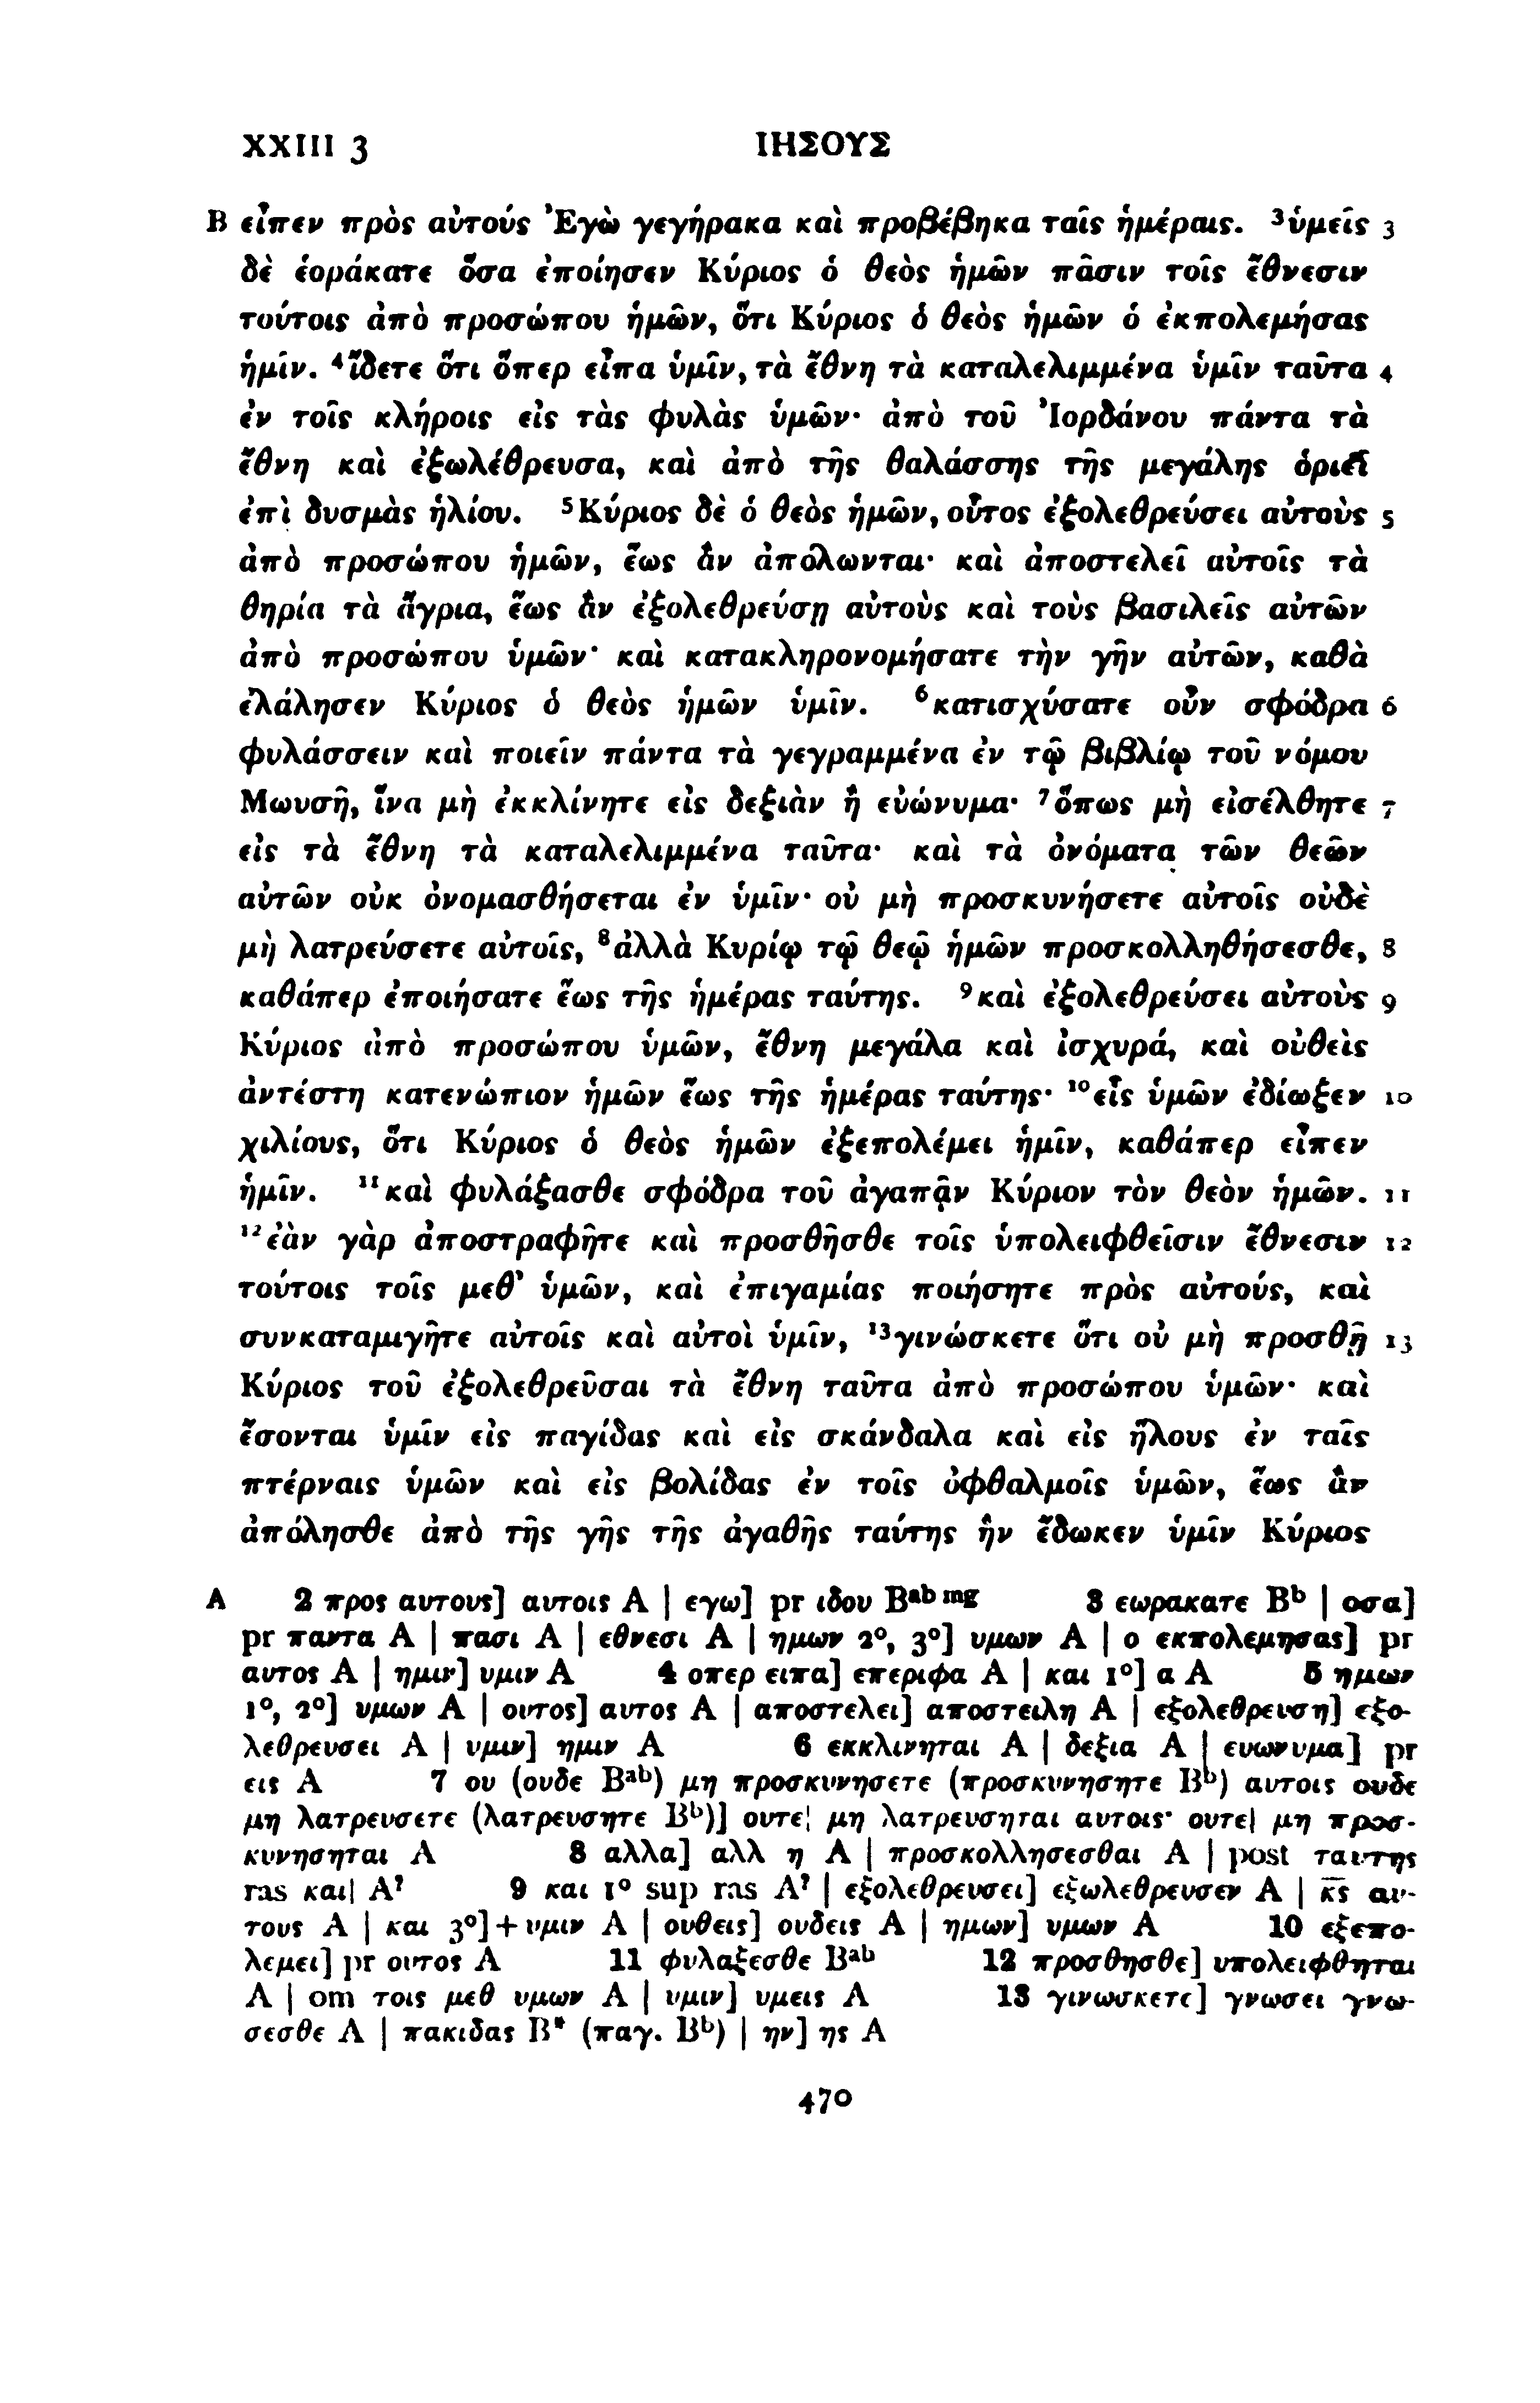 XXIII 3 ΙΗΣΟΥΣ
B εἶπεν πρὸς αὐτούς Ἐγὼ γεγήρακα καὶ προβέβηκα ταῖς ἡμέραις. ³ὑμεῖς 3
δὲ ἑοράκατε ὅσα ἐποίησεν Κύριος ὁ θεὸς ἡμῶν πᾶσιν τοῖς ἔθνεσιν
τούτοις ἀπὸ προσώπου ἡμῶν, ὅτι Κύριος ὁ θεὸς ἡμῶν ὁ ἐκπολεμήσας
ἡμῖν. ⁴ἴδετε ὅτι ὅπερ εἶπα ὑμῖν, τὰ ἔθνη τὰ καταλελιμμένα ὑμῖν ταῦτα 4
ἐν τοῖς κλήροις εἰς τὰς φυλὰς ὑμῶν· ἀπὸ τοῦ Ἰορδάνου πάντα τὰ
ἔθνη καὶ ἐξωλέθρευσα, καὶ ἀπὸ τῆς θαλάσσης τῆς μεγάλης ὁριεῖ
ἐπὶ δυσμὰς ἡλίου. ⁵Κύριος δὲ ὁ θεὸς ἡμῶν, οὗτος ἐξολεθρεύσει αὐτοὺς 5
ἀπὸ προσώπου ἡμῶν, ἕως ἂν ἀπόλωνται· καὶ ἀποστελεῖ αὐτοῖς τὰ
θηρία τὰ ἄγρια, ἕως ἂν ἐξολεθρεύσῃ αὐτοὺς καὶ τοὺς βασιλεῖς αὐτῶν
ἀπὸ προσώπου ὑμῶν· καὶ κατακληρονομήσατε τὴν γῆν αὐτῶν, καθὰ
ἐλάλησεν Κύριος ὁ θεὸς ἡμῶν ὑμῖν. ⁶κατισχύσατε οὖν σφόδρα 6
φυλάσσειν καὶ ποιεῖν πάντα τὰ γεγραμμένα ἐν τῷ βιβλίῳ τοῦ νόμου
Μωυσῆ, ἵνα μὴ ἐκκλίνητε εἰς δεξιὰν ἢ εὐώνυμα· ⁷ὅπως μὴ εἰσέλθητε 7
εἰς τὰ ἔθνη τὰ καταλελιμμένα ταῦτα· καὶ τὰ ὀνόματα τῶν θεῶν
αὐτῶν οὐκ ὀνομασθήσεται ἐν ὑμῖν· οὐ μὴ προσκυνήσετε αὐτοῖς οὐδὲ
μὴ λατρεύσετε αὐτοῖς, ⁸ἀλλὰ Κυρίῳ τῷ θεῷ ἡμῶν προσκολληθήσεσθε, 8
καθάπερ ἐποιήσατε ἕως τῆς ἡμέρας ταύτης. ⁹καὶ ἐξολεθρεύσει αὐτοὺς 9
Κύριος ἀπὸ προσώπου ὑμῶν, ἔθνη μεγάλα καὶ ἰσχυρά, καὶ οὐθεὶς
ἀντέστη κατενώπιον ἡμῶν ἕως τῆς ἡμέρας ταύτης· ¹⁰εἷς ὑμῶν ἐδίωξεν 10
χιλίους, ὅτι Κύριος ὁ θεὸς ἡμῶν ἐξεπολέμει ἡμῖν, καθάπερ εἶπεν
ἡμῖν. ¹¹καὶ φυλάξασθε σφόδρα τοῦ ἀγαπᾷν Κύριον τὸν θεὸν ἡμῶν. 11
¹²ἐὰν γὰρ ἀποστραφῆτε καὶ προσθῆσθε τοῖς ὑπολειφθεῖσιν ἔθνεσιν 12
τούτοις τοῖς μεθ᾽ ὑμῶν, καὶ ἐπιγαμίας ποιήσητε πρὸς αὐτούς, καὶ
συνκαταμιγῆτε αὐτοῖς καὶ αὐτοὶ ὑμῖν, ¹³γινώσκετε ὅτι οὐ μὴ προσθῇ 13
Κύριος τοῦ ἐξολεθρεῦσαι τὰ ἔθνη ταῦτα ἀπὸ προσώπου ὑμῶν· καὶ
ἔσονται ὑμῖν εἰς παγίδας καὶ εἰς σκάνδαλα καὶ εἰς ἥλους ἐν ταῖς
πτέρναις ὑμῶν καὶ εἰς βολίδας ἐν τοῖς ὀφθαλμοῖς ὑμῶν, ἕως ἂν
ἀπόλησθε ἀπὸ τῆς γῆς τῆς ἀγαθῆς ταύτης ἣν ἔδωκεν ὑμῖν Κύριος
A 2 προς αυτους] αυτοις A | εγω] pr ιδου Bᵃᵇ ᵐᵍ 3 εωρακατε Bᵇ | οσα]
pr παντα A | πασι A | εθνεσι A | ημων 2°, 3°] υμων A | ο εκπολεμησας] pr
αυτος A | ημιν] υμιν A 4 οπερ ειπα] επεριφα A | και 1°] α A 5 ημων
1°, 2°] υμων A | ουτος] αυτος A | αποστελει] αποστειλη A | εξολεθρευση] εξο-
λεθρευσει A | υμιν] ημιν A 6 εκκλινηται A | δεξια A | ευωνυμα] pr
εις A 7 ου (ουδε Bᵃᵇ) μη προσκυνησετε (προσκυνησητε Bᵇ) αυτοις ουδε
μη λατρευσετε (λατρευσητε Bᵇ)] ουτε| μη λατρευσηται αυτοις· ουτε| μη προσ-
κυνησηται A 8 αλλα] αλλ η A | προσκολλησεσθαι A | post ταυτης
ras και| A? 9 και 1° sup ras A? | εξολεθρευσει] εξωλεθρευσεν A | κ̅ς̅ αυ-
τους A | και 3°]+υμιν A | ουθεις] ουδεις A | ημων] υμων A 10 εξεπο-
λεμει] pr ουτος A 11 φυλαξεσθε Bᵃᵇ 12 προσθησθε] υπολειφθηται
A | om τοις μεθ υμων A | υμιν] υμεις A 13 γινωσκετε] γνωσει γνω-
σεσθε A | πακιδας B* (παγ. Bᵇ) | ην] ης A
470